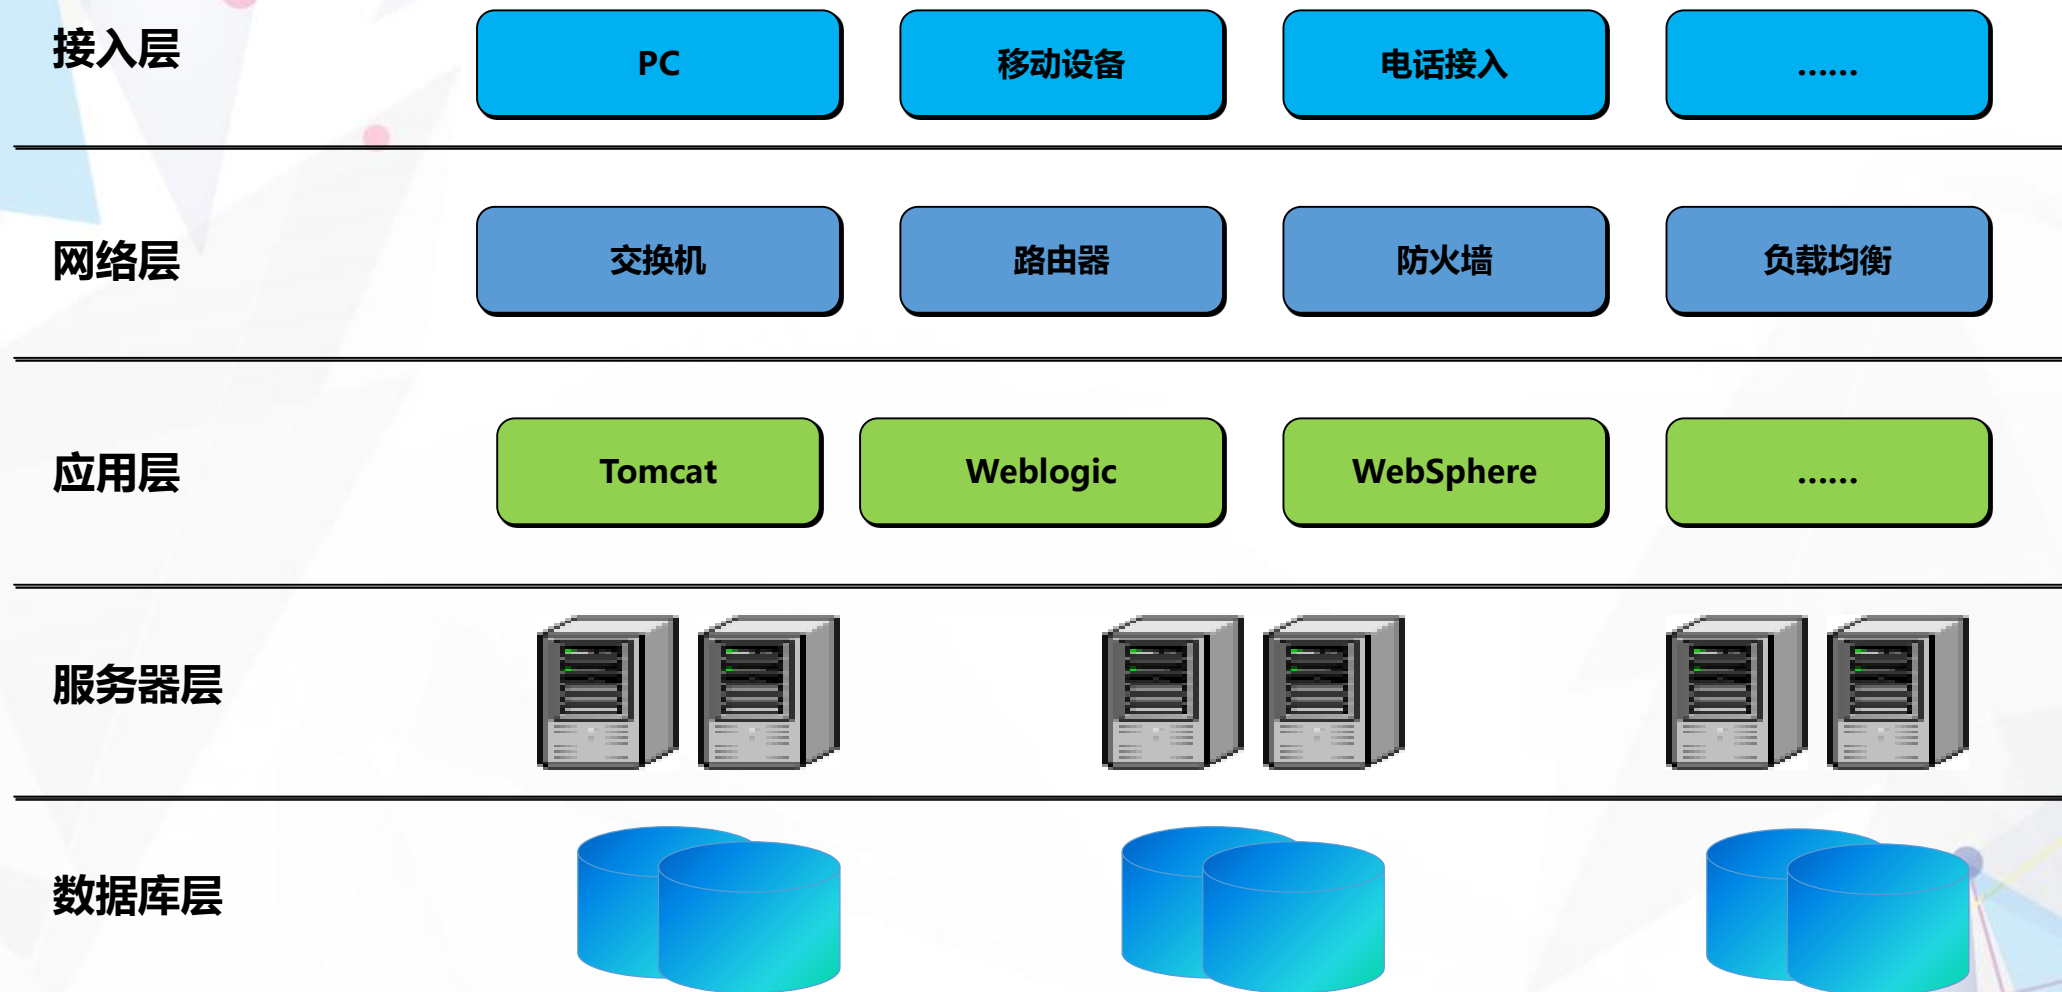 接入层
PC
移动设备
电话接入
……
网络层
交换机
路由器
防火墙
负载均衡
应用层
Tomcat
Weblogic
WebSphere
……
服务器层
数据库层